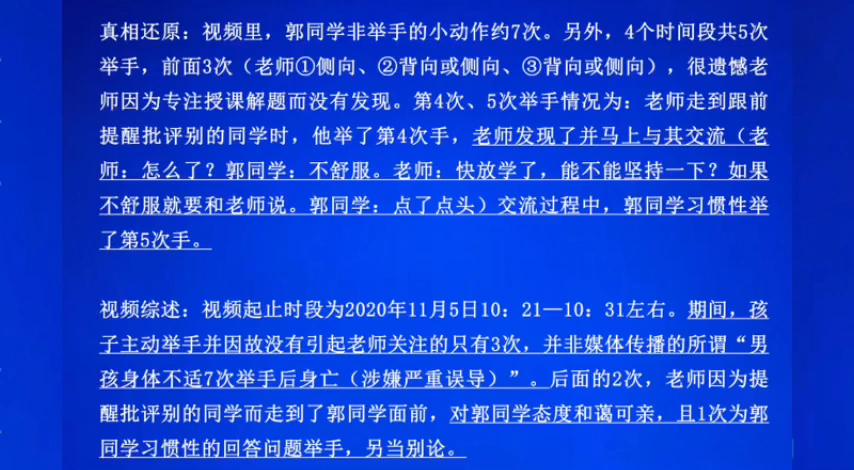 真相还原：视频里，郭同学非举手的小动作约7次。另外，4个时间段共5次
举手，前面3次（老师①侧向、②背向或侧向、③背向或侧向），很遗憾老
师因为专注授课解题而没有发现。第4次、5次举手情况为：老师走到跟前
提醒批评别的同学时，他举了第4次手，老师发现了并马上与其交流（老
师：怎么了？郭同学：不舒服。老师：快放学了，能不能坚持一下？如果
不舒服就要和老师说。郭同学：点了点头）交流过程中，郭同学习惯性举
了第5次手。
视频综述：视频起止时段为2020年11月5日10：21—10：31左右。期间，孩
子主动举手并因故没有引起老师关注的只有3次，并非媒体传播的所谓“男
孩身体不适7次举手后身亡（涉嫌严重误导）”。后面的2次，老师因为提
醒批评别的同学而走到了郭同学面前，对郭同学态度和蔼可亲，且1次为郭
同学习惯性的回答问题举手，另当别论。